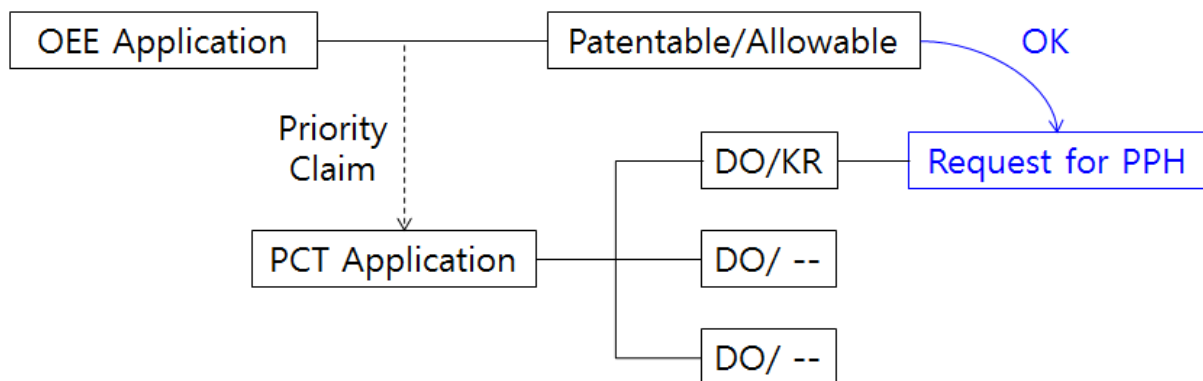 OEE Application
Patentable/Allowable
OK
Priority
Claim
DO/KR
Request for PPH
PCT Application
DO/ --
DO/ --